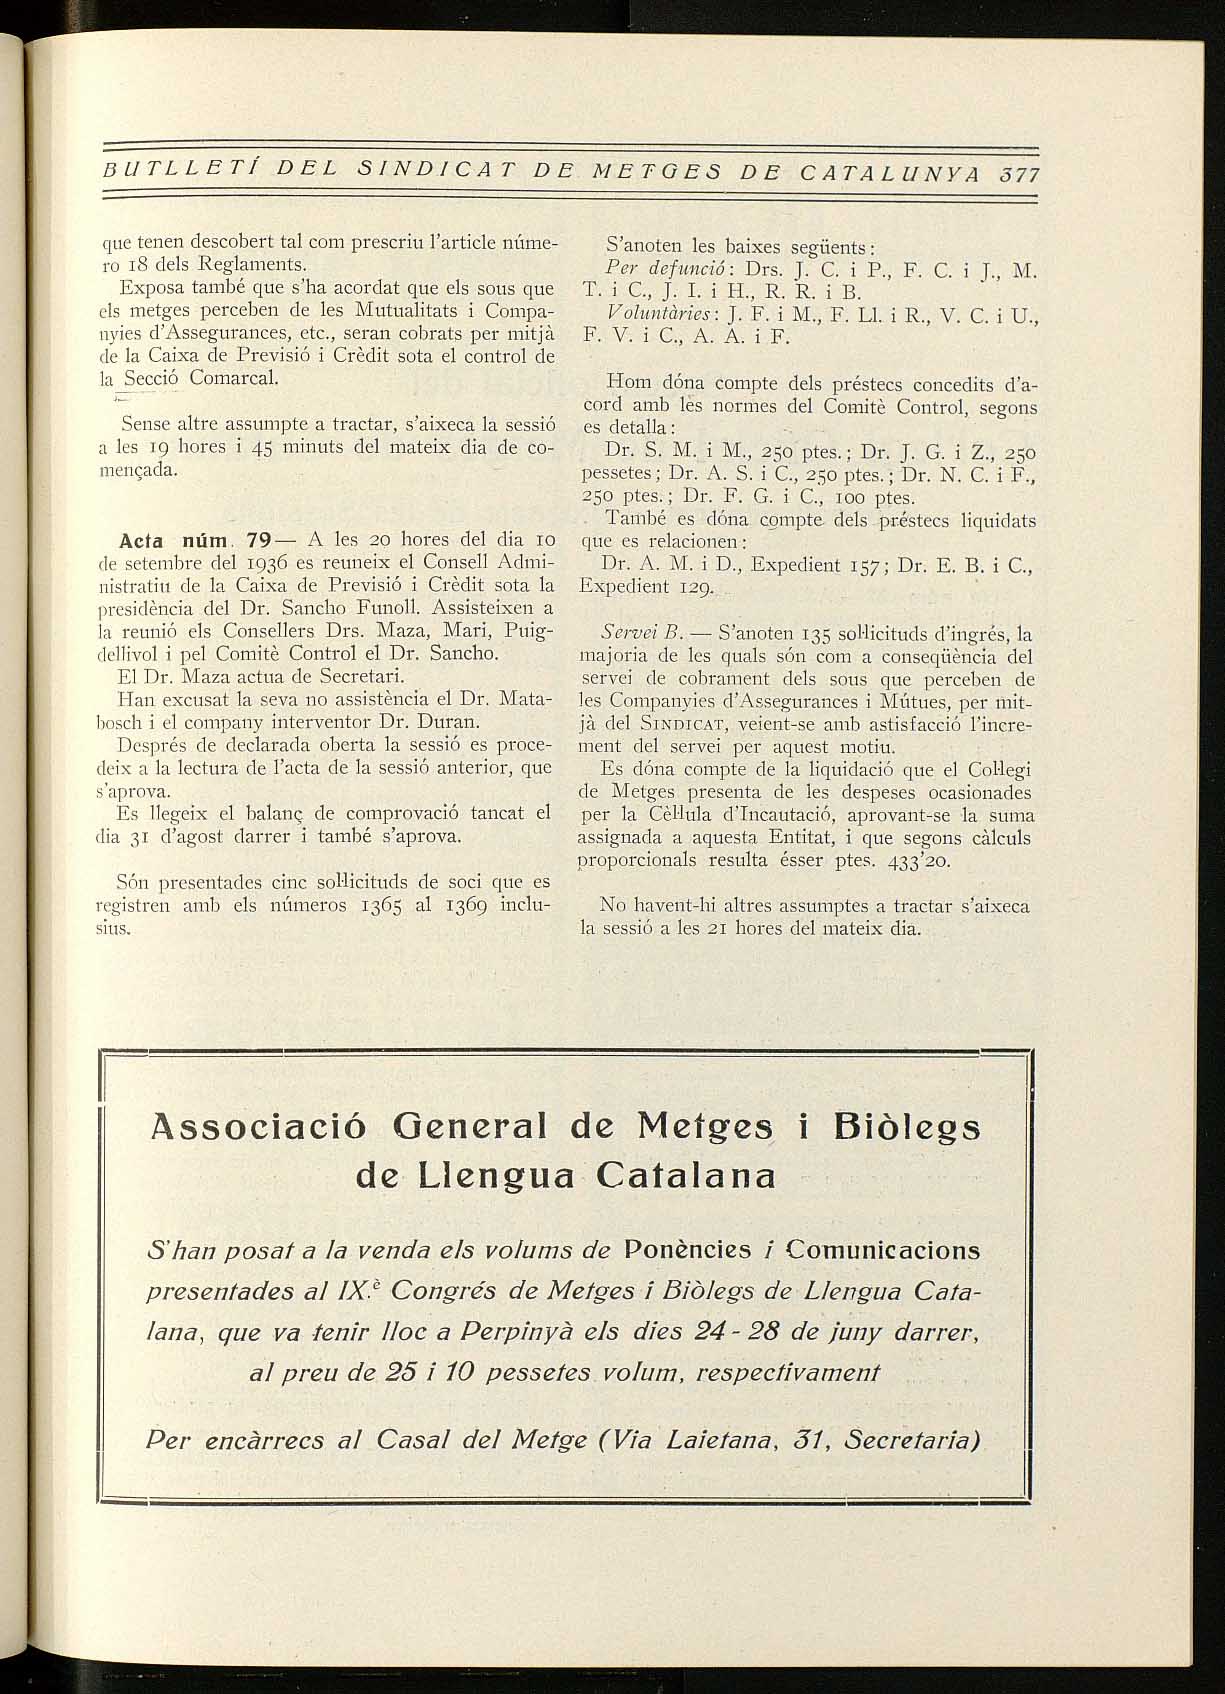 BUTLLETÍ DEL SINDICAT DE METGES DE CATALUNYA 377
que tenen descobert tal com prescriu l'article núme-
ro 18 dels Reglaments.
Exposa també que s'ha acordat que els sous que
els metges perceben de les Mutualitats i Compa-
nyies d'Assegurances, etc., seran cobrats per mitjà
de la Caixa de Previsió i Crèdit sota el control de
la Secció Comarcal.
Sense altre assumpte a tractar, s'aixeca la sessió
a les 19 hores i 45 minuts del mateix dia de co-
mençada.
Acta núm. 79— A les 20 hores del dia 10
de setembre del 1936 es reuneix el Consell Admi-
nistratiu de la Caixa de Previsió i Crèdit sota la
presidència del Dr. Sancho Funoll. Assisteixen a
la reunió els Consellers Drs. Maza, Mari, Puig-
dellivol i pel Comitè Control el Dr. Sancho.
El Dr. Maza actua de Secretari.
Han excusat la seva no assistència el Dr. Mata-
bosch i el company interventor Dr. Duran.
Després de declarada oberta la sessió es proce-
deix a la lectura de l'acta de la sessió anterior, que
s'aprova.
Es llegeix el balanç de comprovació tancat el
dia 31 d'agost darrer i també s'aprova.
Són presentades cinc sol·licituds de soci que es
registren amb els números 1365 al 1369 inclu-
sius.
S'anoten les baixes següents:
Per defunció: Drs. J. C. i P., F. C. i J., M.
T. i C., J. I. i H., R. R. i B.
Voluntàries: J. F. i M., F. Ll. i R., V. C. i U.,
F. V. i C., A. A. i F.
Hom dóna compte dels préstecs concedits d'a-
cord amb les normes del Comitè Control, segons
es detalla:
Dr. S. M. i M., 250 ptes.; Dr. J. G. i Z., 250
pessetes; Dr. A. S. i C., 250 ptes.; Dr. N. C. i F.,
250 ptes.; Dr. F. G. i C., 100 ptes.
També es dóna compte dels préstecs liquidats
que es relacionen:
Dr. A. M. i D., Expedient 157; Dr. E. B. i C.,
Expedient 129.
Servei B. — S'anoten 135 sol·licituds d'ingrés, la
majoria de les quals són com a conseqüència del
servei de cobrament dels sous que perceben de
les Companyies d'Assegurances i Mútues, per mit-
jà del SINDICAT, veient-se amb astisfacció l'incre-
ment del servei per aquest motiu.
Es dóna compte de la liquidació que el Col·legi
de Metges presenta de les despeses ocasionades
per la Cèl·lula d'Incautació, aprovant-se la suma
assignada a aquesta Entitat, i que segons càlculs
proporcionals resulta ésser ptes. 433'20.
No havent-hi altres assumptes a tractar s'aixeca
la sessió a les 21 hores del mateix dia.
Associació General de Metges i Biòlegs
de Llengua Catalana
S'han posat a la venda els volums de Ponències i Comunicacions
presentades al IX.è Congrés de Metges i Biòlegs de Llengua Cata-
lana, que va tenir lloc a Perpinyà els dies 24 - 28 de juny darrer,
al preu de 25 i 10 pessetes volum, respectivament
Per encàrrecs al Casal del Metge (Via Laietana, 31, Secretaria)